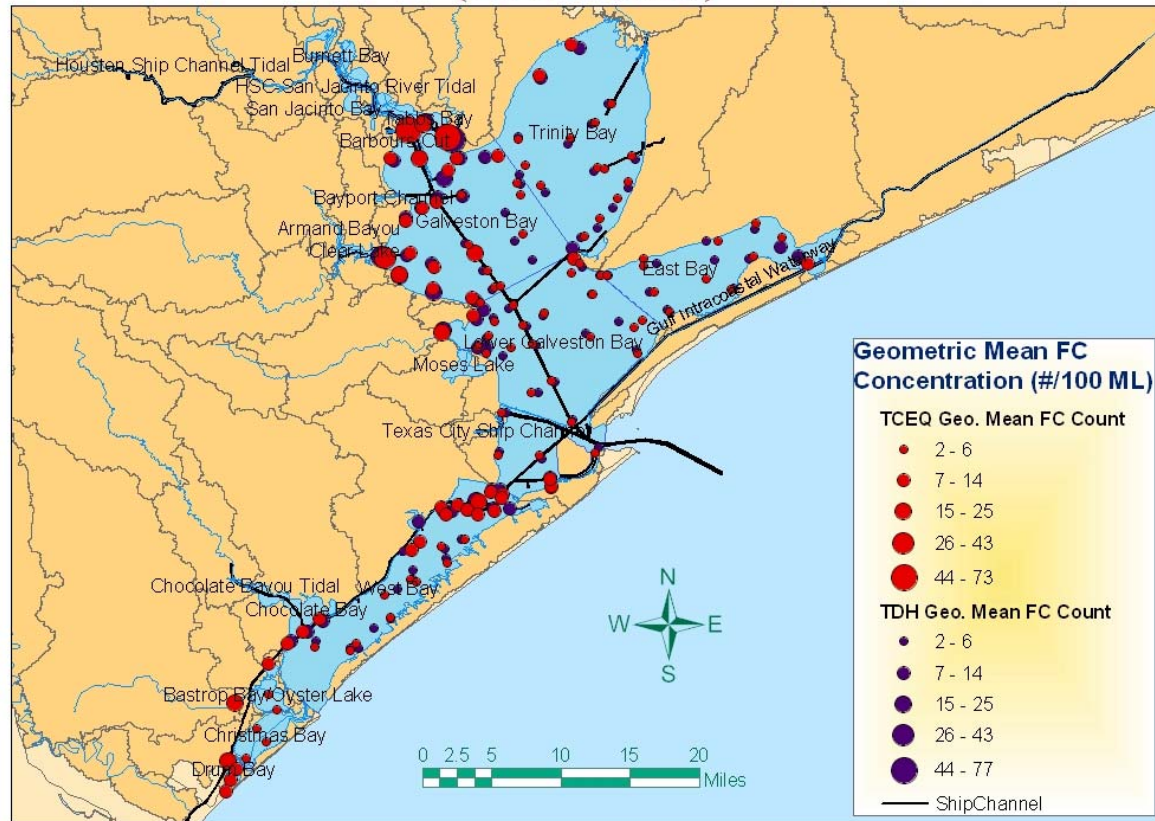 Burnett Bay
Houston Ship Channel Tidal
HSC-San Jacinto River Tidal
San Jacinto Bay
Tabbs Bay
Barbours Cut
Trinity Bay
Bayport Channel
Galveston Bay
Armand Bayou
Clear Lake
East Bay
Gulf Intracoastal Waterway
Lower Galveston Bay
Moses Lake
Texas City Ship Channel
Chocolate Bayou Tidal
West Bay
Chocolate Bay
Bastrop Bay/Oyster Lake
Christmas Bay
Drum Bay
N
W
E
S
0 2.5 5 10 15 20
Miles
Geometric Mean FC
Concentration (#/100 ML)
TCEQ Geo. Mean FC Count
2 - 6
7 - 14
15 - 25
26 - 43
44 - 73
TDH Geo. Mean FC Count
2 - 6
7 - 14
15 - 25
26 - 43
44 - 77
ShipChannel